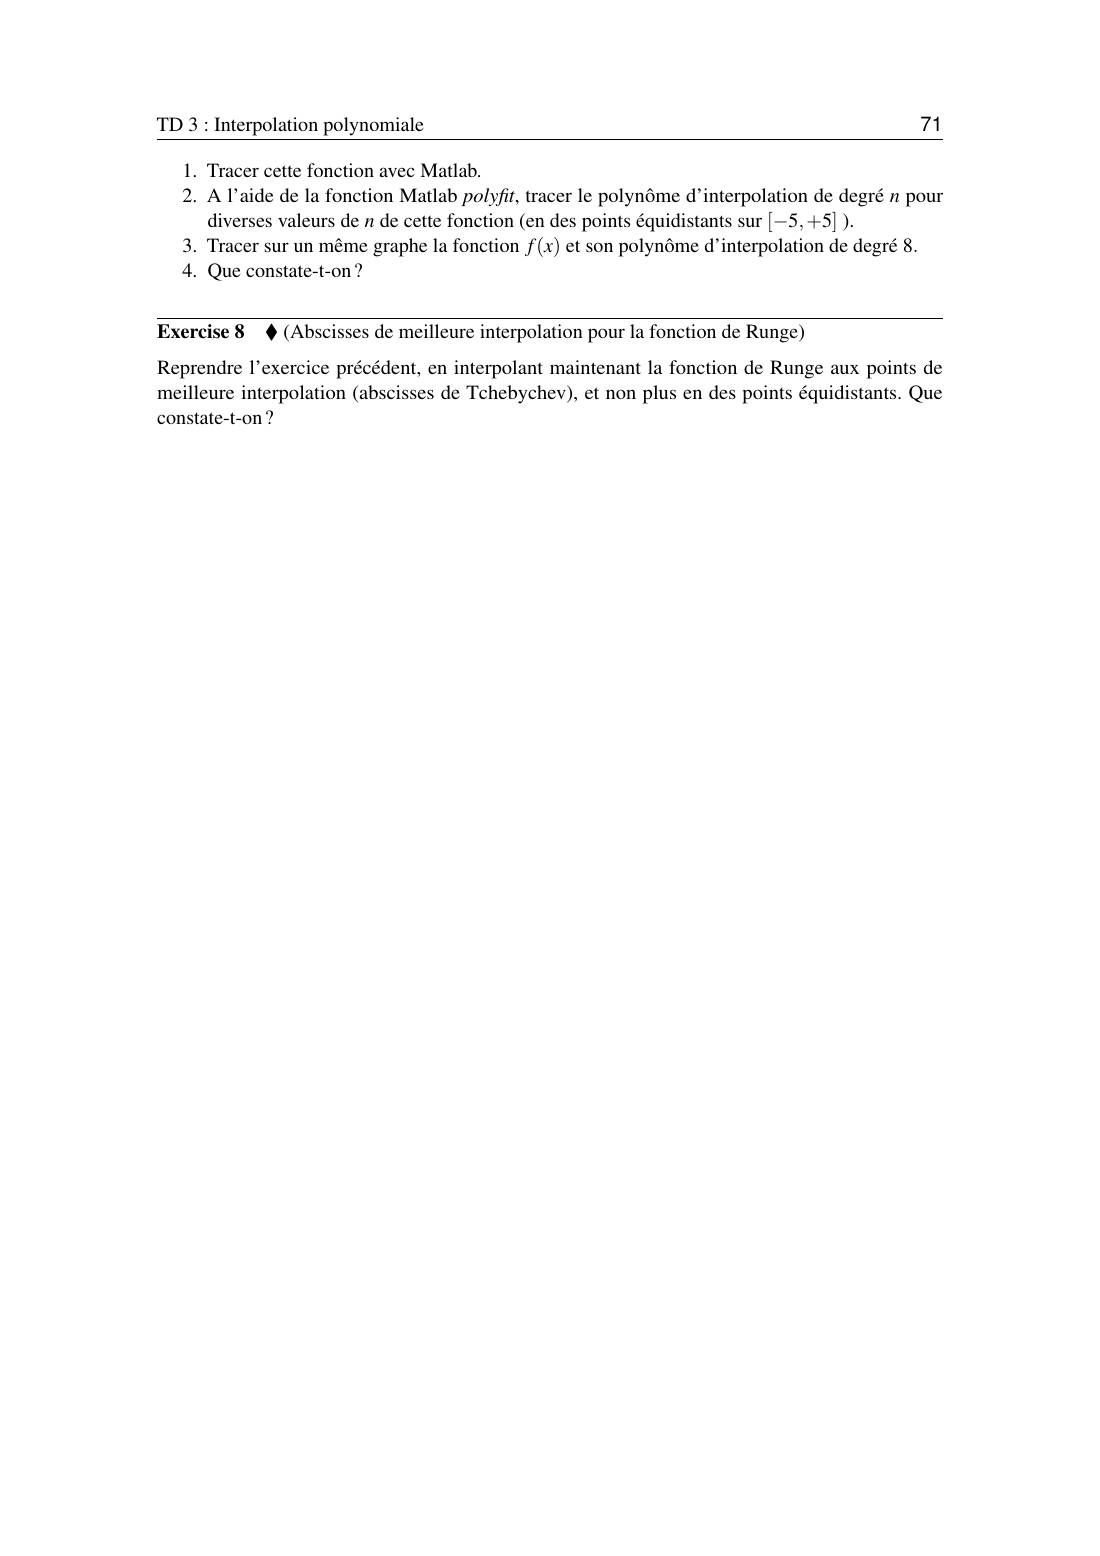 TD 3 : Interpolation polynomiale 71
1. Tracer cette fonction avec Matlab.
2. A l'aide de la fonction Matlab polyfit, tracer le polynôme d'interpolation de degré n pour
diverses valeurs de n de cette fonction (en des points équidistants sur [−5,+5] ).
3. Tracer sur un même graphe la fonction f(x) et son polynôme d'interpolation de degré 8.
4. Que constate-t-on ?
Exercise 8 ♦ (Abscisses de meilleure interpolation pour la fonction de Runge)
Reprendre l'exercice précédent, en interpolant maintenant la fonction de Runge aux points de
meilleure interpolation (abscisses de Tchebychev), et non plus en des points équidistants. Que
constate-t-on ?